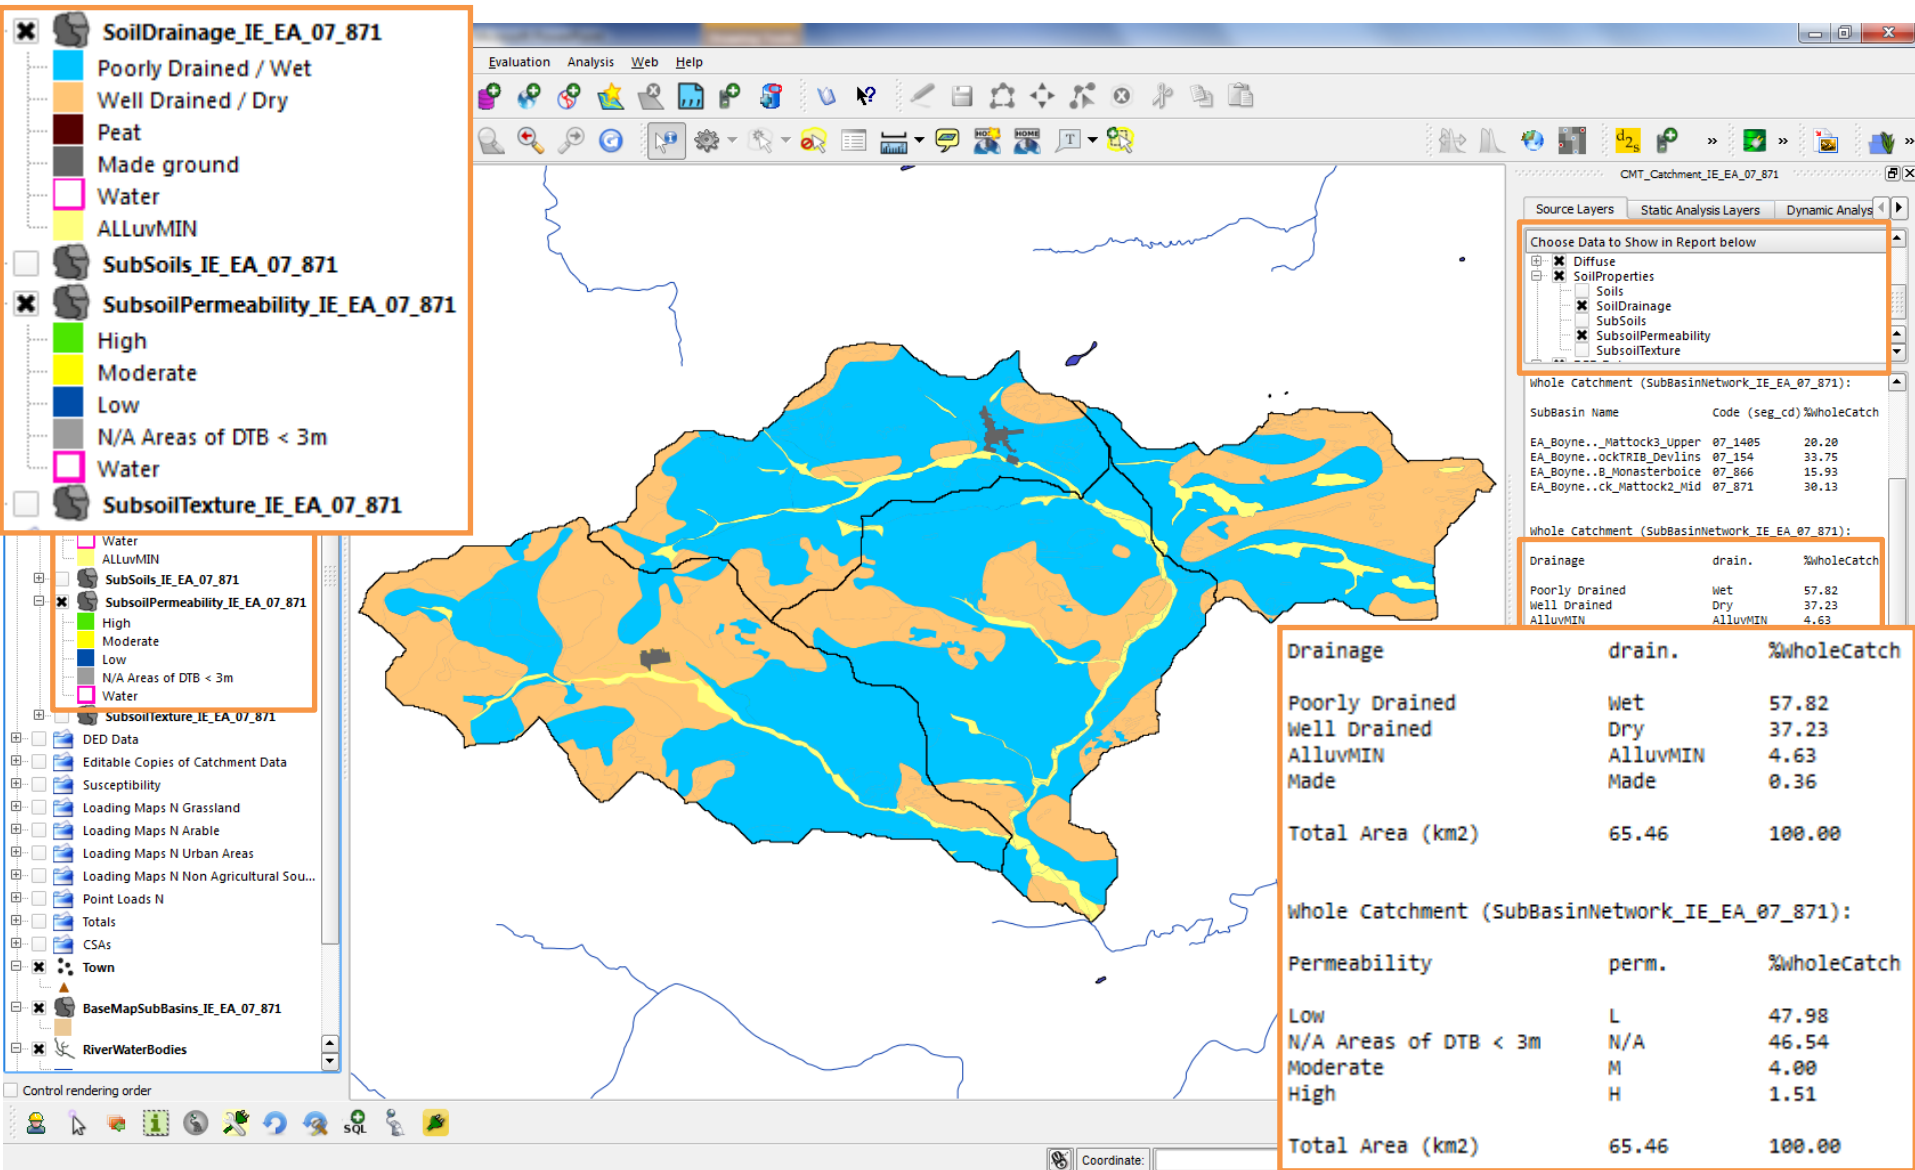 SoilDrainage_IE_EA_07_871
Poorly Drained / Wet
Well Drained / Dry
Peat
Made ground
Water
ALLuvMIN
SubSoils_IE_EA_07_871
SubsoilPermeability_IE_EA_07_871
High
Moderate
Low
N/A Areas of DTB < 3m
Water
SubsoilTexture_IE_EA_07_871
Water
ALLuvMIN
SubSoils_IE_EA_07_871
SubsoilPermeability_IE_EA_07_871
High
Moderate
Low
N/A Areas of DTB < 3m
Water
SubsoilTexture_IE_EA_07_871
DED Data
Editable Copies of Catchment Data
Susceptibility
Loading Maps N Grassland
Loading Maps N Arable
Loading Maps N Urban Areas
Loading Maps N Non Agricultural Sou...
Point Loads N
Totals
CSAs
Town
BaseMapSubBasins_IE_EA_07_871
RiverWaterBodies
Control rendering order
Evaluation Analysis Web Help
CMT_Catchment_IE_EA_07_871
Source Layers Static Analysis Layers Dynamic Analys
Choose Data to Show in Report below
Diffuse
SoilProperties
Soils
SoilDrainage
SubSoils
SubsoilPermeability
SubsoilTexture
Whole Catchment (SubBasinNetwork_IE_EA_07_871):
SubBasin Name Code (seg_cd) %WholeCatch
EA_Boyne..._Mattock3_Upper 07_1405 20.20
EA_Boyne..ockTRIB_Devlins 07_154 33.75
EA_Boyne..B_Monasterboice 07_866 15.93
EA_Boyne..ck_Mattock2_Mid 07_871 30.13
Whole Catchment (SubBasinNetwork_IE_EA_07_871):
Drainage drain. %WholeCatch
Poorly Drained Wet 57.82
Well Drained Dry 37.23
AlluvMIN AlluvMIN 4.63
Drainage drain. %WholeCatch
Poorly Drained Wet 57.82
Well Drained Dry 37.23
AlluvMIN AlluvMIN 4.63
Made Made 0.36
Total Area (km2) 65.46 100.00
Whole Catchment (SubBasinNetwork_IE_EA_07_871):
Permeability perm. %WholeCatch
Low L 47.98
N/A Areas of DTB < 3m N/A 46.54
Moderate M 4.00
High H 1.51
Total Area (km2) 65.46 100.00
SQL
Coordinate: